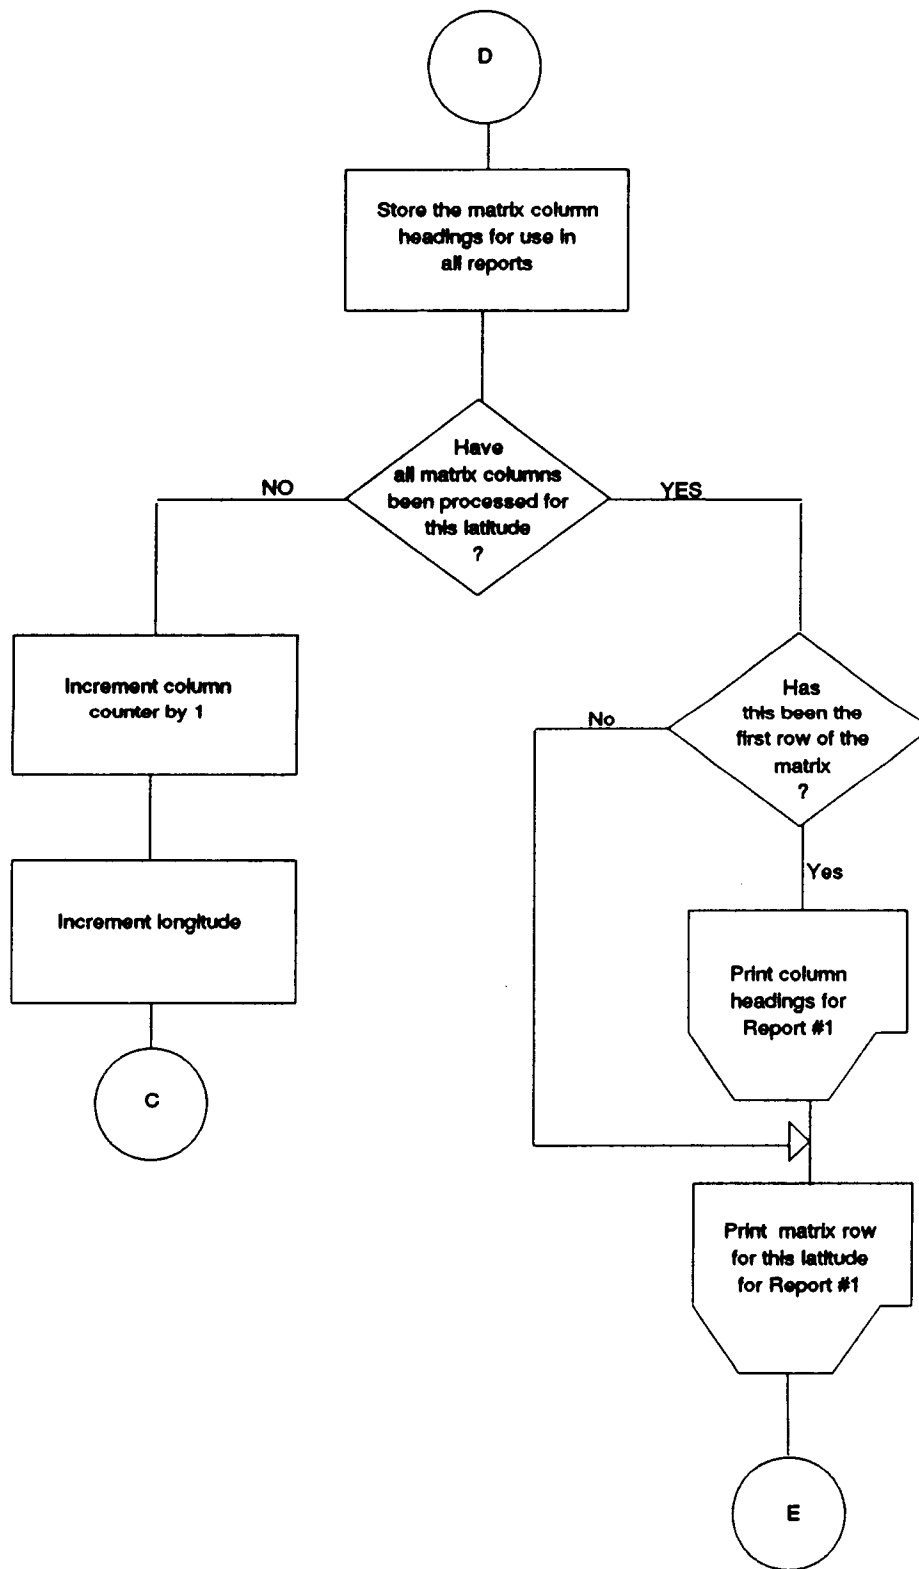 D
Store the matrix column
headings for use in
all reports
Have
all matrix columns
been processed for
this latitude
?
NO
YES
Increment column
counter by 1
Has
this been the
first row of the
matrix
?
No
Yes
Increment longitude
Print column
headings for
Report #1
C
Print matrix row
for this latitude
for Report #1
E